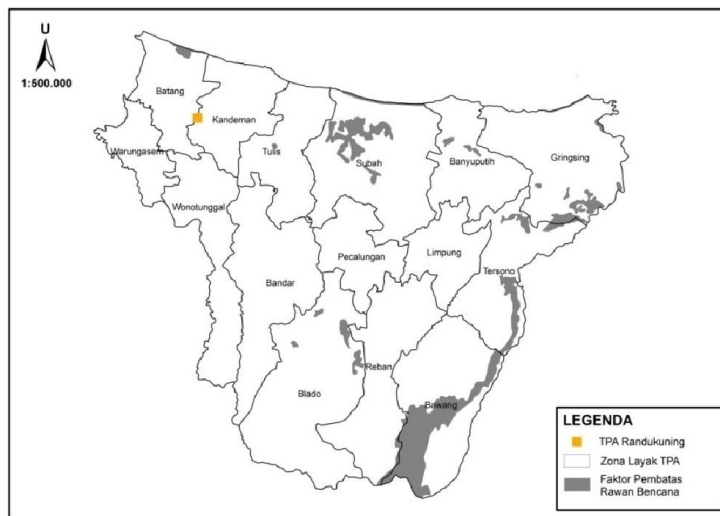 U
1:500.000
Batang
Kandeman
Warungasem
Tulis
Subah
Banyuputih
Gringsing
Wonotunggal
Pecalungan
Limpung
Tersono
Bandar
Reban
Blado
Bawang
LEGENDA
TPA Randukuning
Zona Layak TPA
Faktor Pembatas
Rawan Bencana